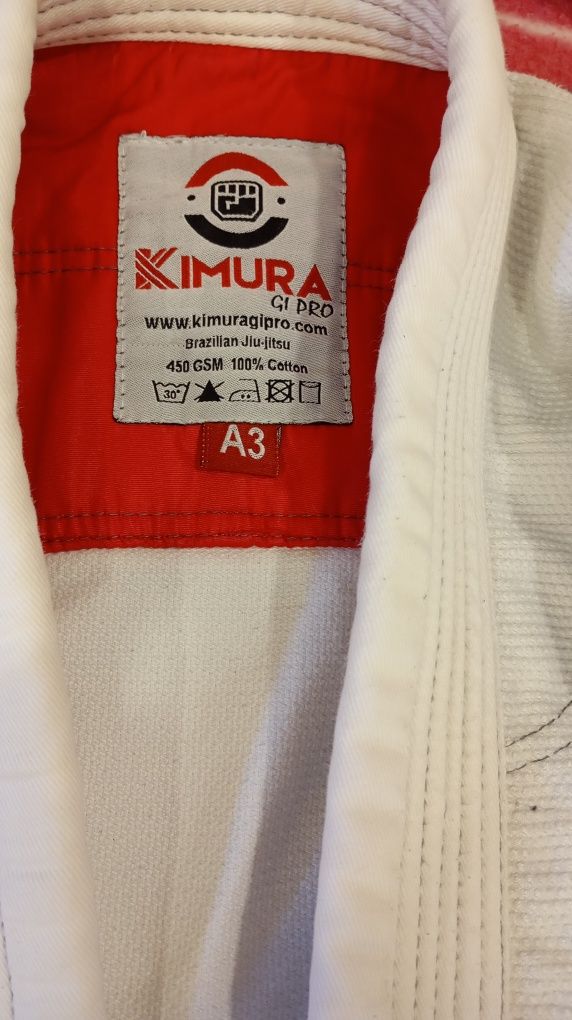 KIMURA
GI PRO
www.kimuragipro.com
Brazilian Jiu-jitsu
450 GSM 100% Cotton
30°
A3